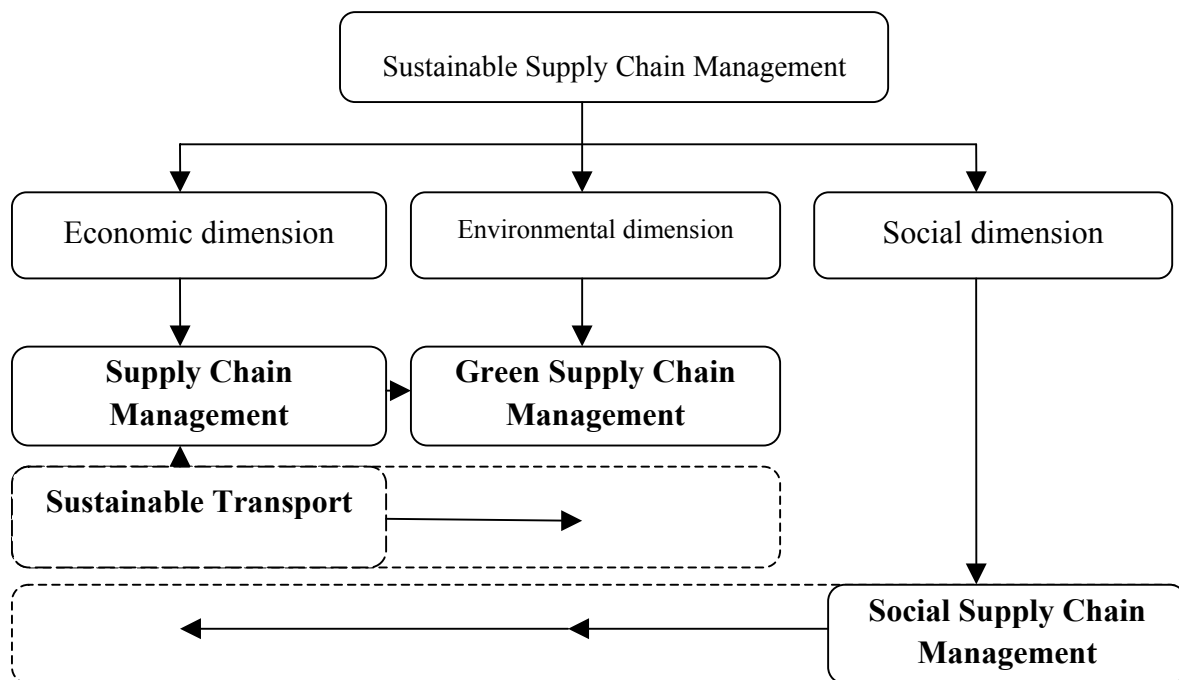 Sustainable Supply Chain Management
Economic dimension
Environmental dimension
Social dimension
Supply Chain
Management
Green Supply Chain
Management
Sustainable Transport
Social Supply Chain
Management